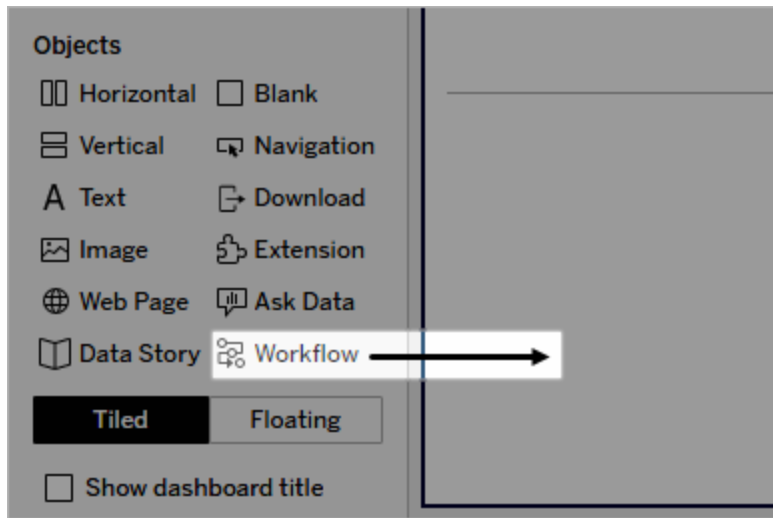 Objects
Horizontal Blank
Vertical Navigation
Text Download
Image Extension
Web Page Ask Data
Data Story Workflow
Tiled Floating
Show dashboard title